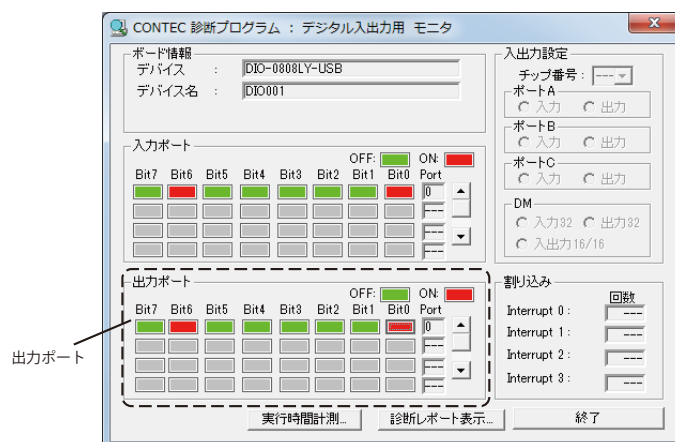 CONTEC 診断プログラム : デジタル入出力用 モニタ
ボード情報
デバイス : DIO-0808LY-USB
デバイス名 : DIO001
入力ポート
OFF: ON:
Bit7 Bit6 Bit5 Bit4 Bit3 Bit2 Bit1 Bit0 Port
0
---
---
---
出力ポート
OFF: ON:
Bit7 Bit6 Bit5 Bit4 Bit3 Bit2 Bit1 Bit0 Port
0
---
---
---
出力ポート
入出力設定
チップ番号: ---
ポートA
入力 出力
ポートB
入力 出力
ポートC
入力 出力
DM
入力32 出力32
入出力16/16
割り込み
回数
Interrupt 0 : ---
Interrupt 1 : ---
Interrupt 2 : ---
Interrupt 3 : ---
実行時間計測... 診断レポート表示... 終了